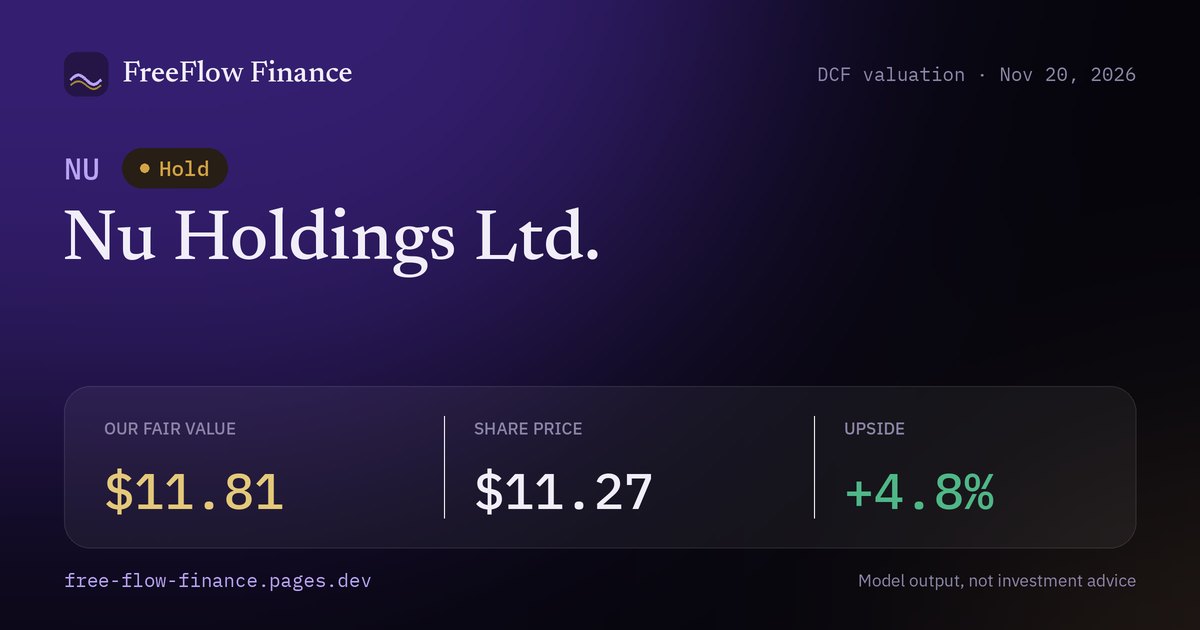 FreeFlow Finance
DCF valuation · Nov 20, 2026
NU
Hold
Nu Holdings Ltd.
OUR FAIR VALUE
$11.81
SHARE PRICE
$11.27
UPSIDE
+4.8%
free-flow-finance.pages.dev
Model output, not investment advice